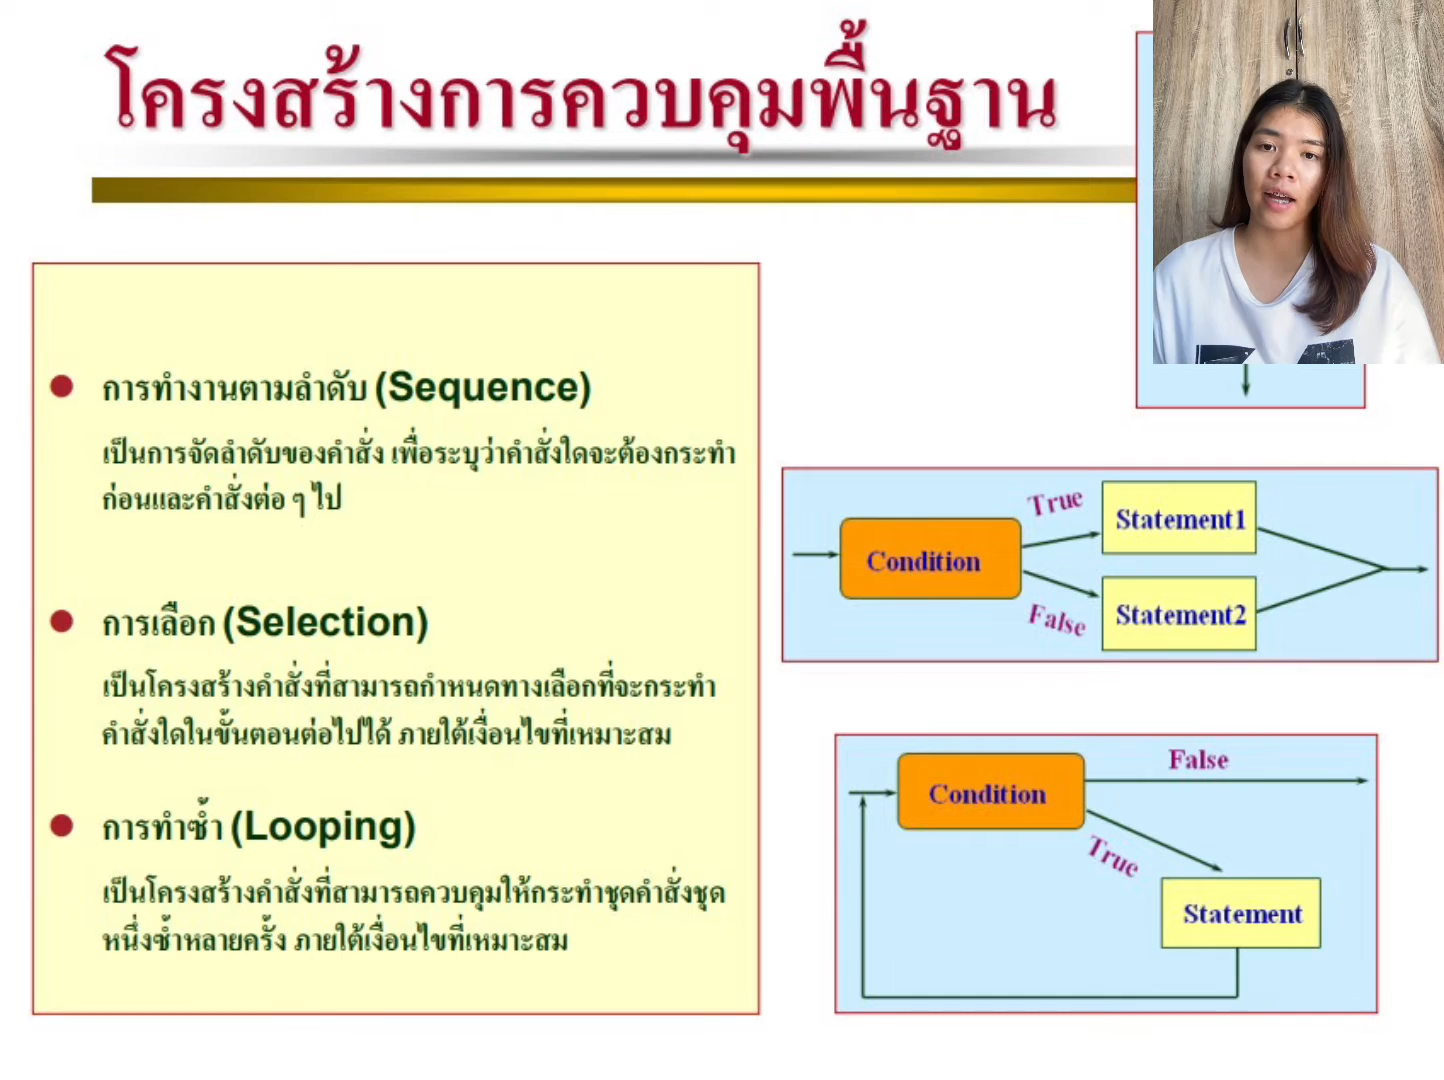 โครงสร้างการควบคุมพื้นฐาน
การทำงานตามลำดับ (Sequence)
เป็นการจัดลำดับของคำสั่ง เพื่อระบุว่าคำสั่งใดจะต้องกระทำ
ก่อนและคำสั่งต่อ ๆ ไป
การเลือก (Selection)
เป็นโครงสร้างคำสั่งที่สามารถกำหนดทางเลือกที่จะกระทำ
คำสั่งใดในขั้นตอนต่อไปได้ ภายใต้เงื่อนไขที่เหมาะสม
การทำซ้ำ (Looping)
เป็นโครงสร้างคำสั่งที่สามารถควบคุมให้กระทำชุดคำสั่งชุด
หนึ่งซ้ำหลายครั้ง ภายใต้เงื่อนไขที่เหมาะสม
True
Statement1
Condition
False
Statement2
False
Condition
True
Statement